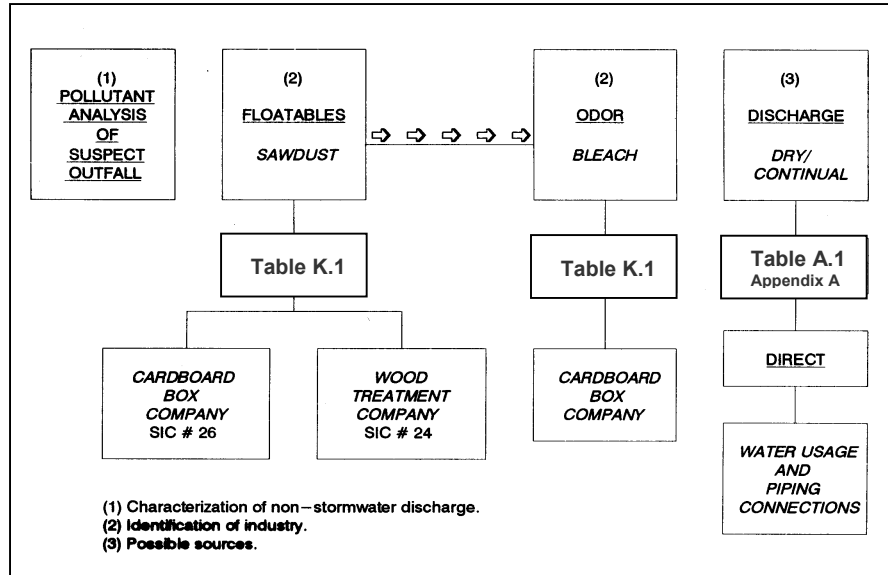 (1)
POLLUTANT
ANALYSIS
OF
SUSPECT
OUTFALL
(2)
FLOATABLES
SAWDUST
(2)
ODOR
BLEACH
(3)
DISCHARGE
DRY/
CONTINUAL
Table K.1
Table K.1
Table A.1
Appendix A
CARDBOARD
BOX
COMPANY
SIC # 26
WOOD
TREATMENT
COMPANY
SIC # 24
CARDBOARD
BOX
COMPANY
DIRECT
WATER USAGE
AND
PIPING
CONNECTIONS
(1) Characterization of non-stormwater discharge.
(2) Identification of industry.
(3) Possible sources.